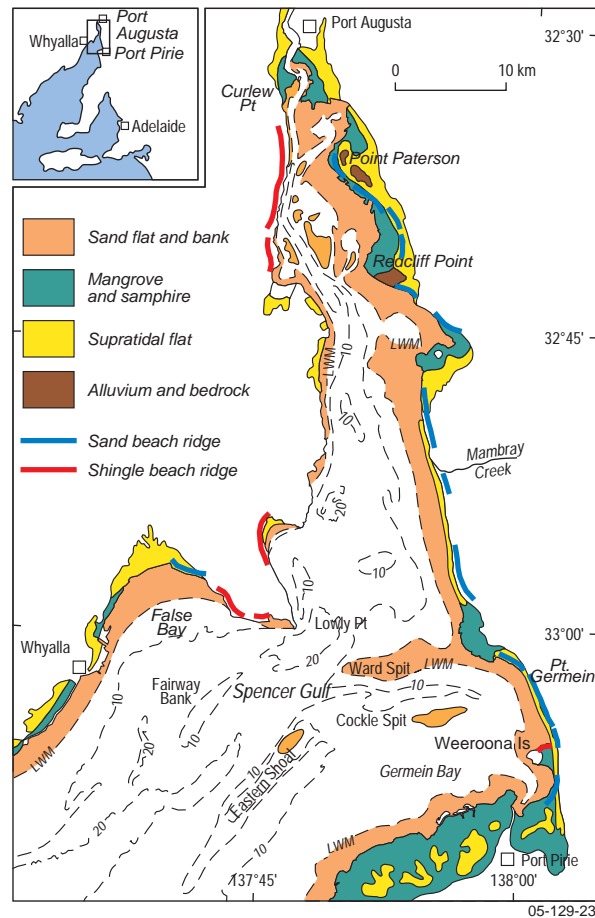 Port
Augusta
Port Pirie
Whyalla
Adelaide
Port Augusta
32°30'
0 10 km
Curlew
Pt
Point Paterson
Redcliff Point
Sand flat and bank
Mangrove
and samphire
Supratidal flat
Alluvium and bedrock
Sand beach ridge
Shingle beach ridge
LWM
10
LWM
32°45'
10
Mambray
Creek
20
10
10
False
Bay
Lowly Pt
33°00'
Whyalla
20
Ward Spit
LWM
Pt.
Germein
Fairway
Bank
Spencer Gulf
10
10
Cockle Spit
10
20
Weeroona Is
Eastern Shoal
10
Germein Bay
LWM
20
LWM
10
Port Pirie
137°45'
138°00'
05-129-23